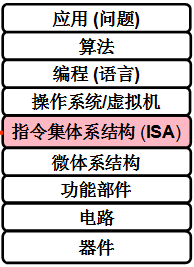 应用 (问题)
算法
编程 (语言)
操作系统/虚拟机
指令集体系结构 (ISA)
微体系结构
功能部件
电路
器件